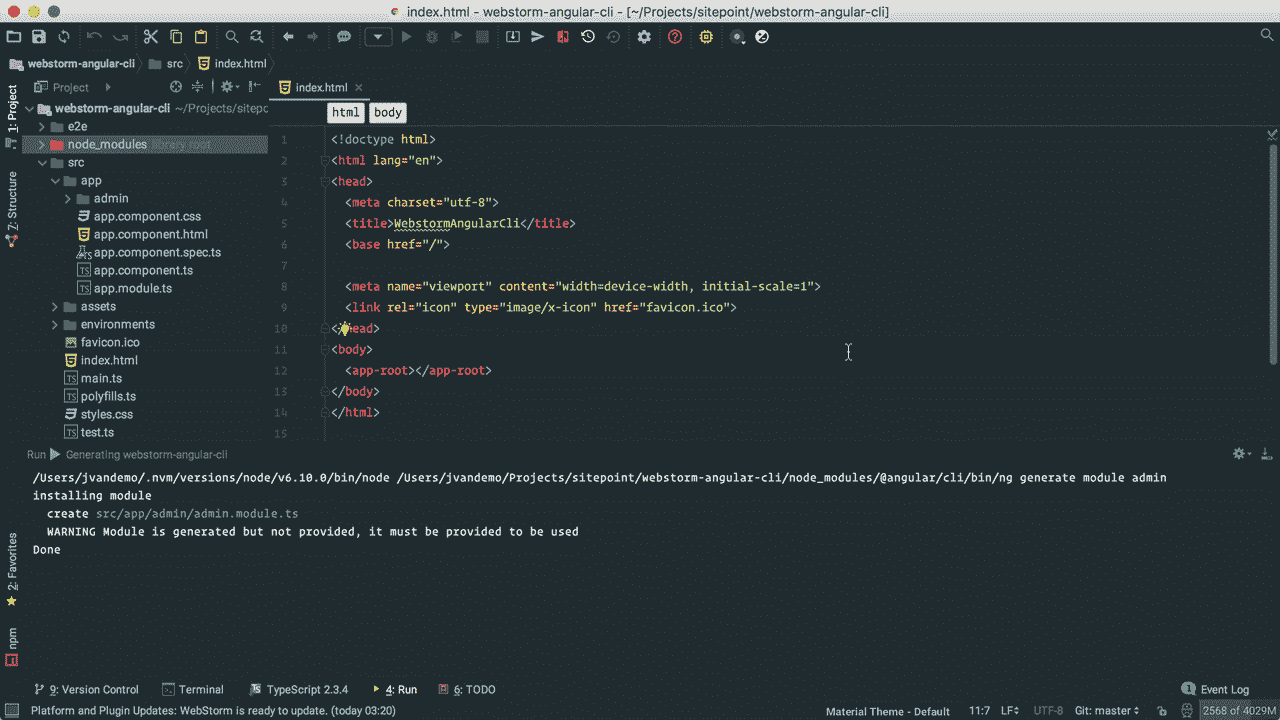 index.html - webstorm-angular-cli - [~/Projects/sitepoint/webstorm-angular-cli]
webstorm-angular-cli src index.html
1: Project
Project
index.html
webstorm-angular-cli ~/Projects/sitepo
html body
e2e
node_modules library root
src
app
admin
app.component.css
app.component.html
app.component.spec.ts
app.component.ts
app.module.ts
assets
environments
favicon.ico
index.html
main.ts
polyfills.ts
styles.css
test.ts
7: Structure
1 <!doctype html>
2 <html lang="en">
3 <head>
4 <meta charset="utf-8">
5 <title>WebstormAngularCli</title>
6 <base href="/">
7
8 <meta name="viewport" content="width=device-width, initial-scale=1">
9 <link rel="icon" type="image/x-icon" href="favicon.ico">
10 </head>
11 <body>
12 <app-root></app-root>
13 </body>
14 </html>
15
Run Generating webstorm-angular-cli
/Users/jvandemo/.nvm/versions/node/v6.10.0/bin/node /Users/jvandemo/Projects/sitepoint/webstorm-angular-cli/node_modules/@angular/cli/bin/ng generate module admin
installing module
create src/app/admin/admin.module.ts
WARNING Module is generated but not provided, it must be provided to be used
Done
2: Favorites
npm
9: Version Control Terminal TypeScript 2.3.4 4: Run 6: TODO Event Log
Platform and Plugin Updates: WebStorm is ready to update. (today 03:20) Material Theme - Default 11:7 LF UTF-8 Git: master 2568 of 4029M